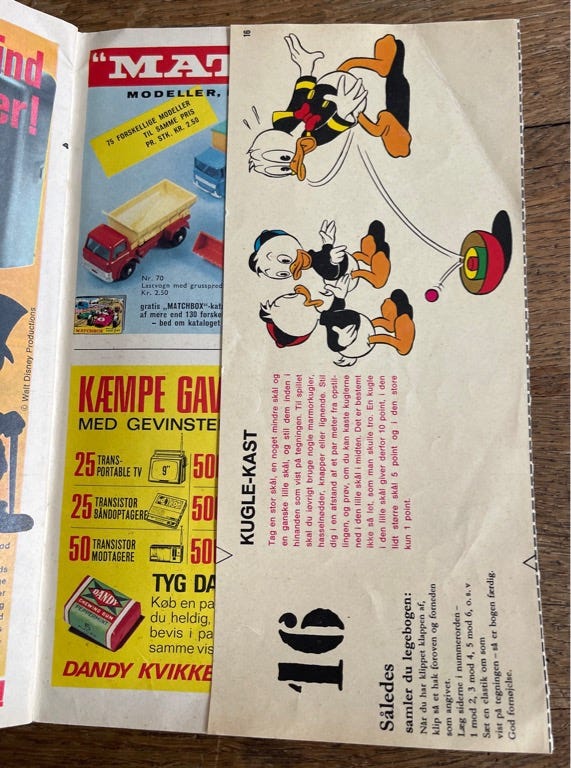 ind
er!
© Walt Disney Productions
"MAT
MODELLER,
75 FORSKELLIGE MODELLER
TIL SAMME PRIS
PR. STK. KR. 2.50
Nr. 70
Lastvogn med grusspred
Kr. 2.50
gratis „MATCHBOX"-kat
af mere end 130 forske
– bed om kataloget
MATCHBOX
KÆMPE GAV
MED GEVINSTE
25 TRANS-
PORTABLE TV
9"
50
25 TRANSISTOR
BÅNDOPTAGERE
50
50 TRANSISTOR
MODTAGERE
50
TYG DA
Køb en pa
du heldig,
bevis i pa
samme vis
DANDY
CHEWING GUM
DANDY KVIKKE
16
KUGLE-KAST
Tag en stor skål, en noget mindre skål og
en ganske lille skål, og stil dem inden i
hinanden som vist på tegningen. Til spillet
skal du iøvrigt bruge nogle marmorkugler,
hasselnødder, knapper eller lignende. Stil
dig i en afstand af et par meter fra opstil-
lingen, og prøv, om du kan kaste kuglerne
ned i den lille skål i midten. Det er bestemt
ikke så let, som man skulle tro. En kugle
i den lille skål giver derfor 10 point, i den
lidt større skål 5 point og i den store
kun 1 point.
16
Således
samler du legebogen:
Når du har klippet klappen af,
klip så et hak foroven og forneden
som angivet.
Læg siderne i nummerorden –
1 mod 2, 3 mod 4, 5 mod 6, o.s.v
Sæt en elastik om som
vist på tegningen – så er bogen færdig.
God fornøjelse.